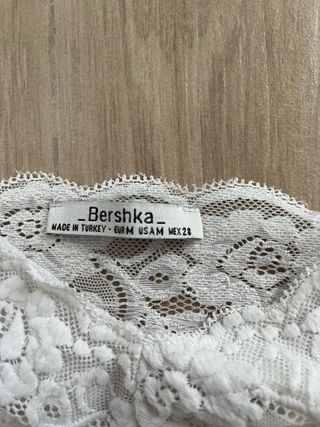 _Bershka_
MADE IN TURKEY - EUR M USA M MEX 28